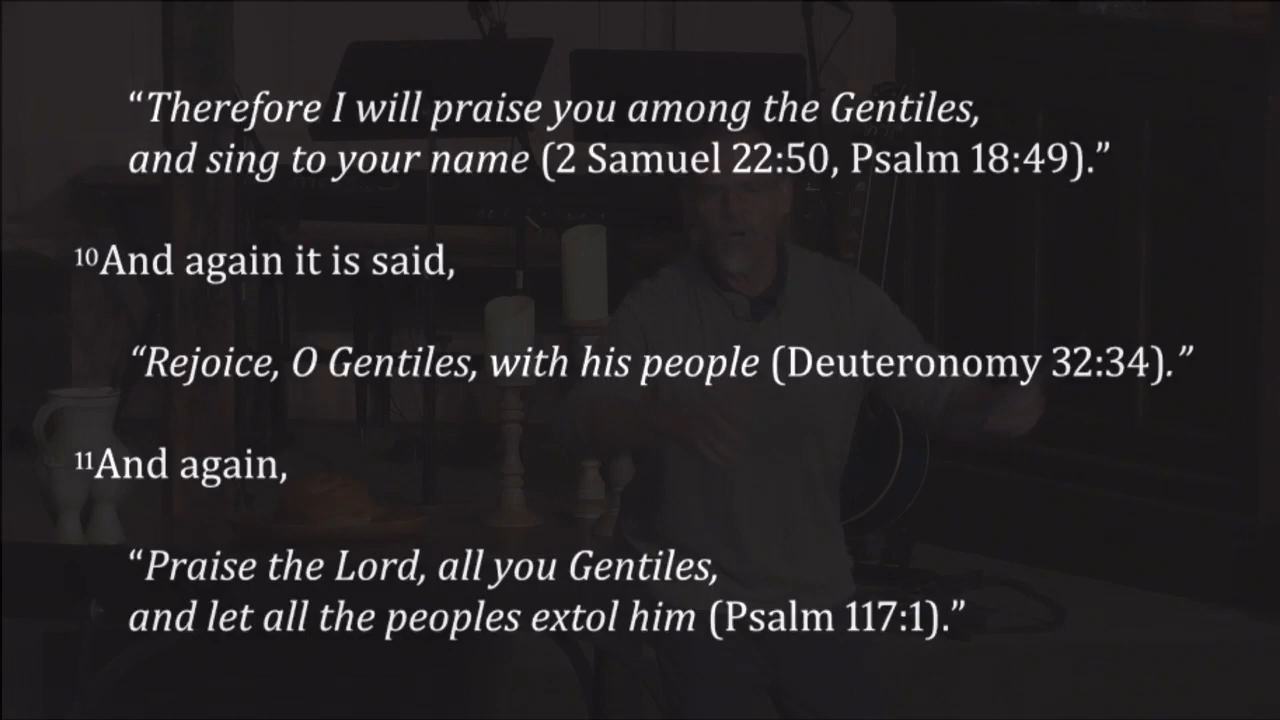 “Therefore I will praise you among the Gentiles,
and sing to your name (2 Samuel 22:50, Psalm 18:49).”
10And again it is said,
“Rejoice, O Gentiles, with his people (Deuteronomy 32:34).”
11And again,
“Praise the Lord, all you Gentiles,
and let all the peoples extol him (Psalm 117:1).”